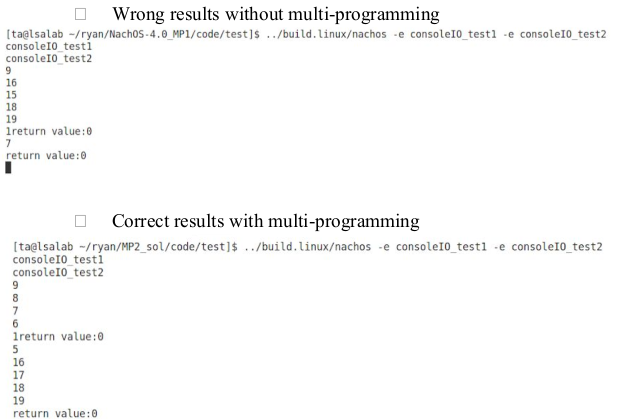 Wrong results without multi-programming
[ta@lsalab ~/ryan/NachOS-4.0_MP1/code/test]$ ../build.linux/nachos -e consoleIO_test1 -e consoleIO_test2
consoleIO_test1
consoleIO_test2
9
16
15
18
19
1return value:0
7
return value:0
Correct results with multi-programming
[ta@lsalab ~/ryan/MP2_sol/code/test]$ ../build.linux/nachos -e consoleIO_test1 -e consoleIO_test2
consoleIO_test1
consoleIO_test2
9
8
7
6
1return value:0
5
16
17
18
19
return value:0